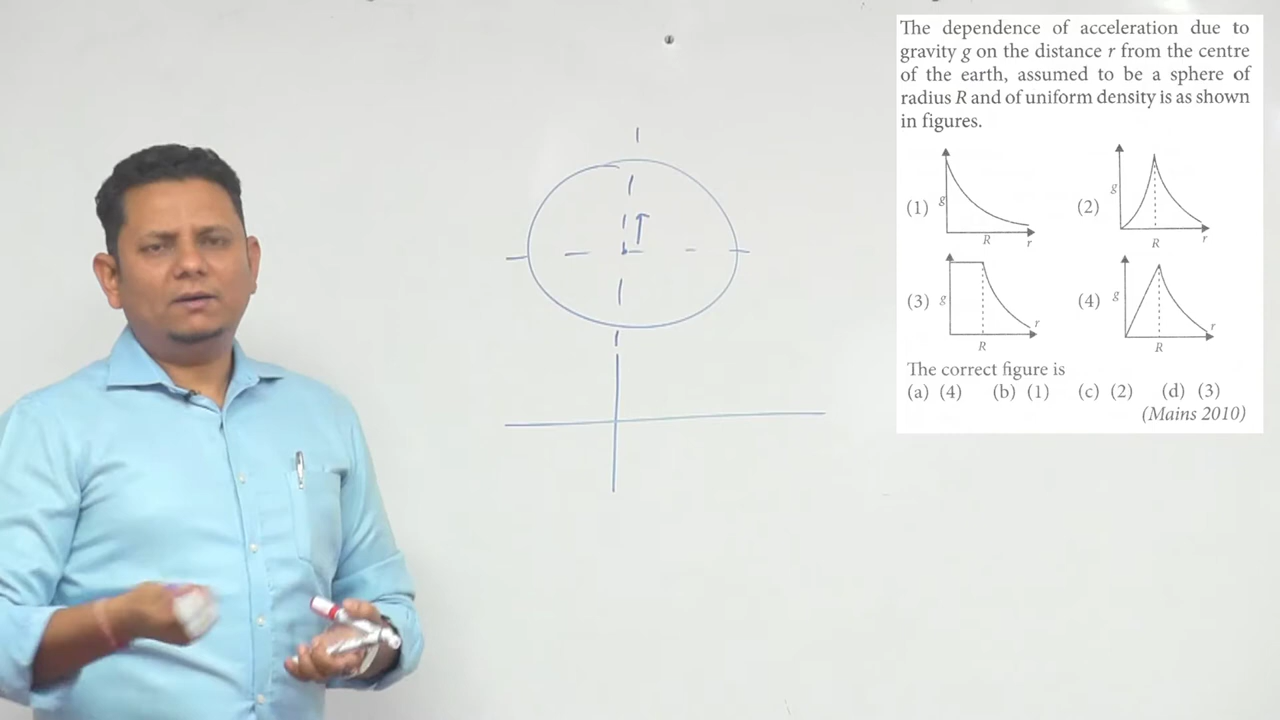 The dependence of acceleration due to
gravity g on the distance r from the centre
of the earth, assumed to be a sphere of
radius R and of uniform density is as shown
in figures.
(1) g R r
(2) g R r
(3) g R r
(4) g R r
The correct figure is
(a) (4) (b) (1) (c) (2) (d) (3)
(Mains 2010)